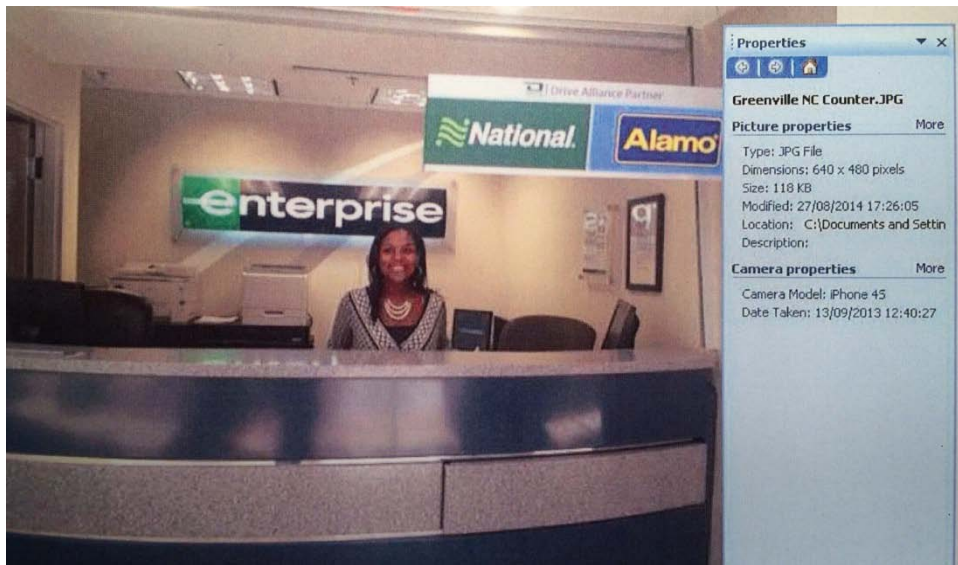 Drive Alliance Partner
National.
Alamo
enterprise
Properties
Greenville NC Counter.JPG
Picture properties More
Type: JPG File
Dimensions: 640 x 480 pixels
Size: 118 KB
Modified: 27/08/2014 17:26:05
Location: C:\Documents and Settin
Description:
Camera properties More
Camera Model: iPhone 4S
Date Taken: 13/09/2013 12:40:27